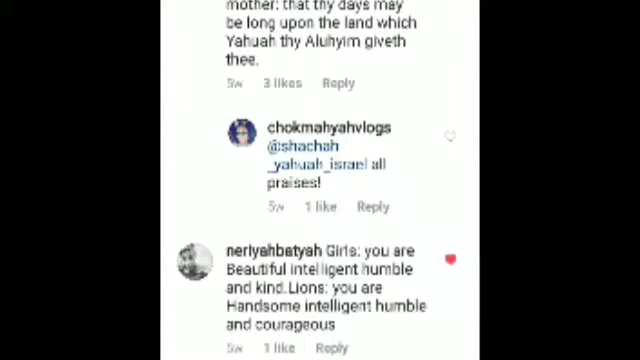 mother: that thy days may
be long upon the land which
Yahuah thy Aluhyim giveth
thee.
5w 3 likes Reply
chokmahyahvlogs
@shachah
_yahuah_israel all
praises!
5w 1 like Reply
neriyahbatyah Girls: you are
Beautiful intelligent humble
and kind.Lions: you are
Handsome intelligent humble
and courageous
5w 1 like Reply